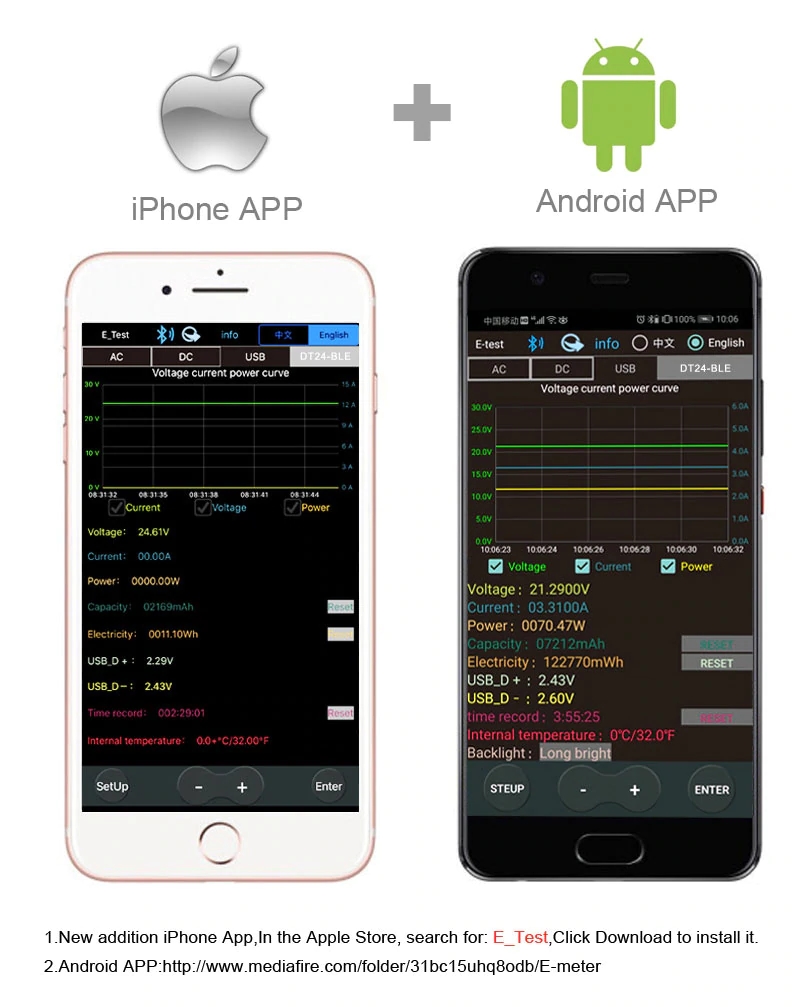 iPhone APP
Android APP
E_Test info 中文 English
AC DC USB DT24-BLE
Voltage current power curve
30 V 15 A
12 A
20 V 9 A
10 V 6 A
3 A
0 V 0 A
08:31:32 08:31:35 08:31:38 08:31:41 08:31:44
Current Voltage Power
Voltage: 24.61V
Current: 00.00A
Power: 0000.00W
Capacity: 02169mAh Reset
Electricity: 0011.10Wh
USB_D+: 2.29V
USB_D−: 2.43V
Time record: 002:29:01 Reset
Internal temperature: 0.0+°C/32.00°F
SetUp - + Enter
中国移动 HD 100% 10:06
E-test info 中文 English
AC DC USB DT24-BLE
Voltage current power curve
30.0V 6.0A
25.0V 5.0A
20.0V 4.0A
15.0V 3.0A
10.0V 2.0A
5.0V 1.0A
0.0V 0.0A
10:06:23 10:06:24 10:06:26 10:06:28 10:06:30 10:06:32
Voltage Current Power
Voltage : 21.2900V
Current : 03.3100A
Power : 0070.47W
Capacity : 07212mAh RESET
Electricity : 122770mWh RESET
USB_D + : 2.43V
USB_D - : 2.60V
time record : 3:55:25 RESET
Internal temperature : 0℃/32.0℉
Backlight : Long bright
STEUP - + ENTER
1.New addition iPhone App,In the Apple Store, search for: E_Test,Click Download to install it.
2.Android APP:http://www.mediafire.com/folder/31bc15uhq8odb/E-meter